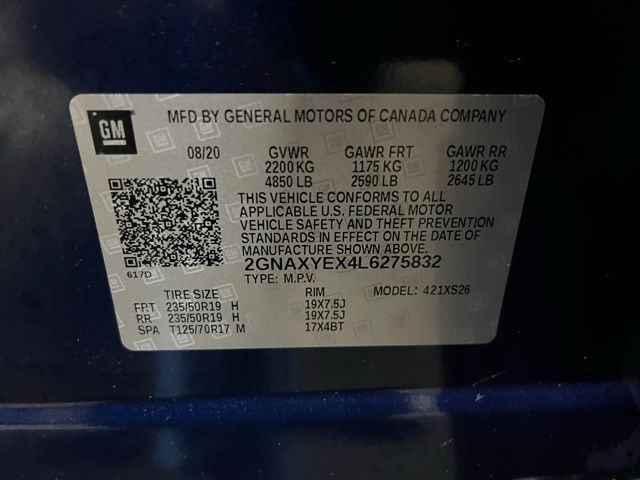 GM
MFD BY GENERAL MOTORS OF CANADA COMPANY
08/20 GVWR GAWR FRT GAWR RR
2200 KG 1175 KG 1200 KG
4850 LB 2590 LB 2645 LB
THIS VEHICLE CONFORMS TO ALL
APPLICABLE U.S. FEDERAL MOTOR
VEHICLE SAFETY AND THEFT PREVENTION
STANDARDS IN EFFECT ON THE DATE OF
MANUFACTURE SHOWN ABOVE.
617D
2GNAXYEX4L6275832
TYPE: M.P.V. MODEL: 421XS26
TIRE SIZE RIM
FRT 235/50R19 H 19X7.5J
RR 235/50R19 H 19X7.5J
SPA T125/70R17 M 17X4BT